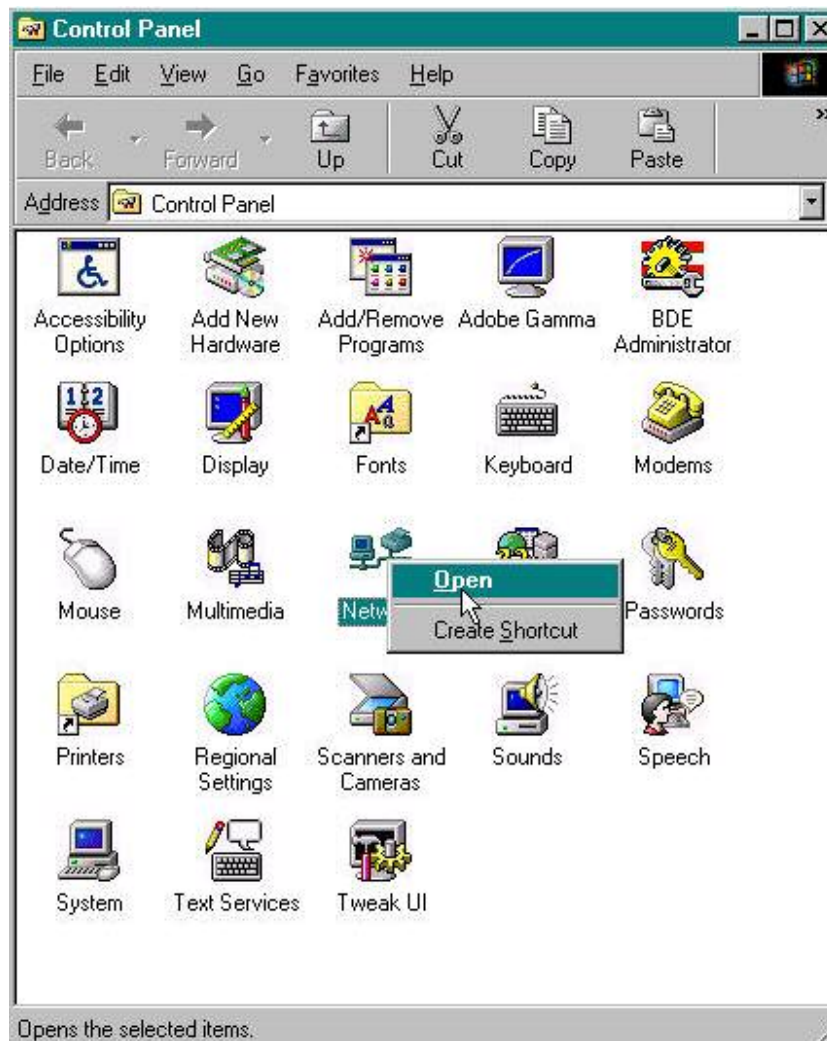 Control Panel
File Edit View Go Favorites Help
Back Forward Up Cut Copy Paste »
Address Control Panel
Accessibility Options
Add New Hardware
Add/Remove Programs
Adobe Gamma
BDE Administrator
Date/Time
Display
Fonts
Keyboard
Modems
Mouse
Multimedia
Netw
Open
Create Shortcut
Passwords
Printers
Regional Settings
Scanners and Cameras
Sounds
Speech
System
Text Services
Tweak UI
Opens the selected items.